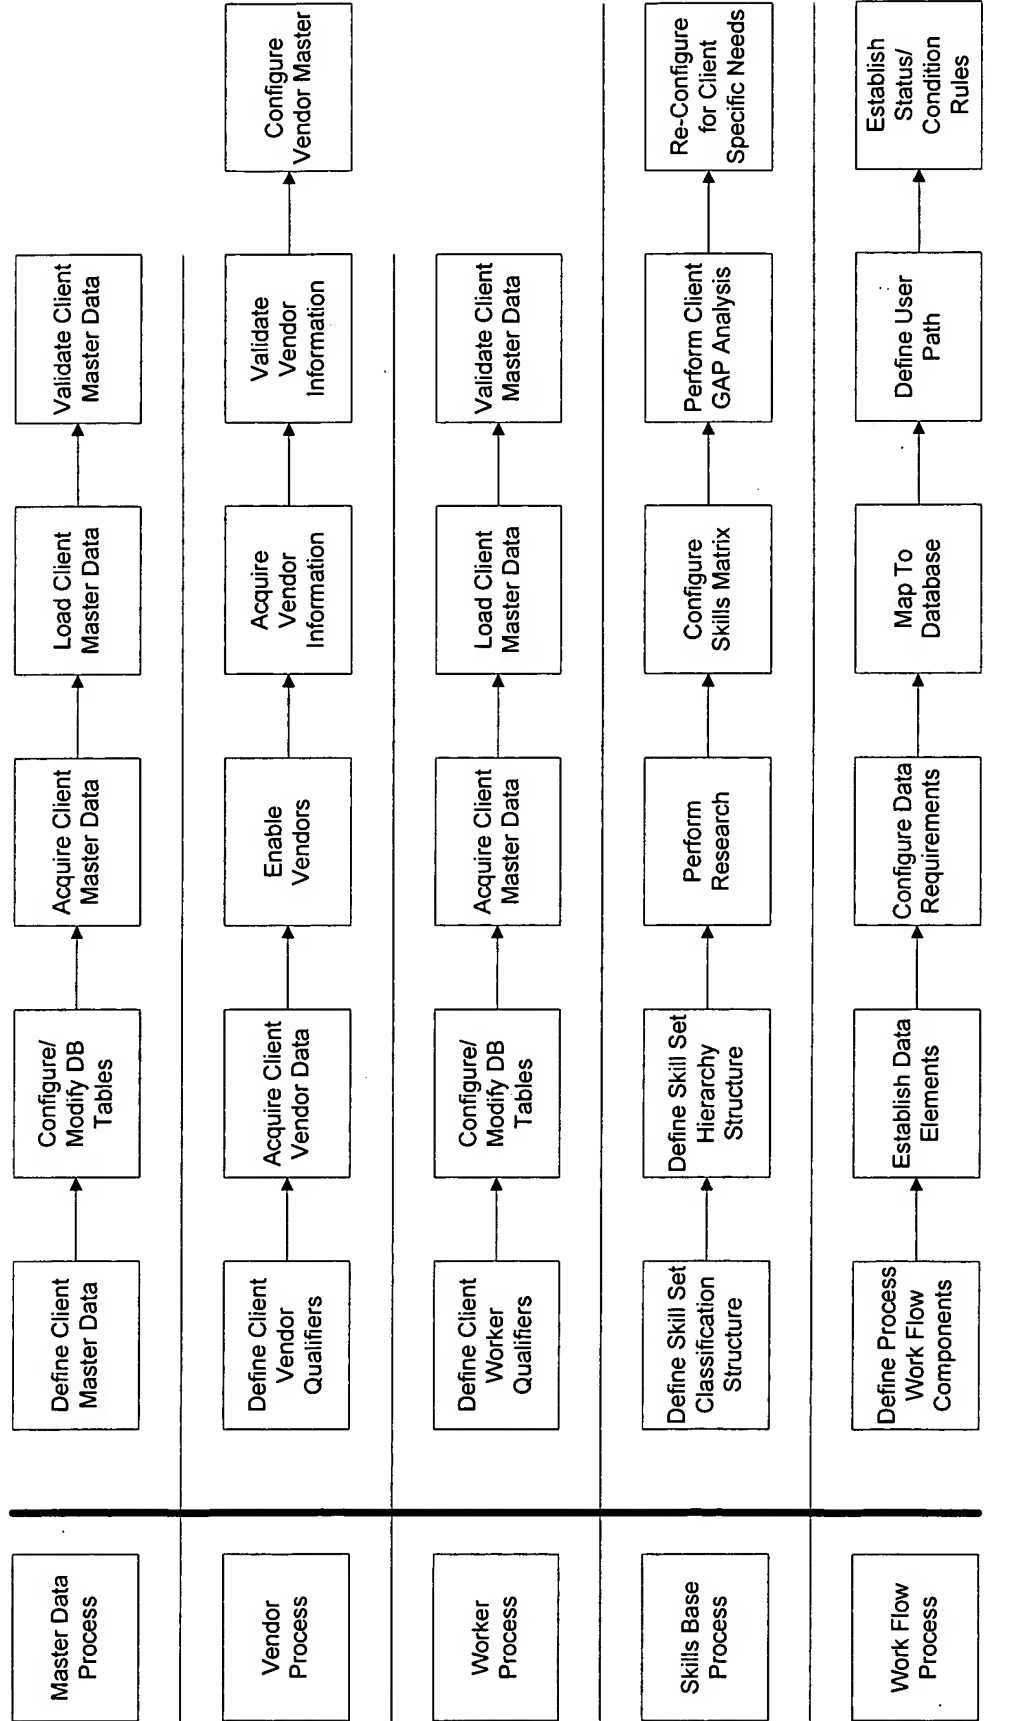 Master Data
Process
Define Client
Master Data
Configure/
Modify DB
Tables
Acquire Client
Master Data
Load Client
Master Data
Validate Client
Master Data
Vendor
Process
Define Client
Vendor
Qualifiers
Acquire Client
Vendor Data
Enable
Vendors
Acquire
Vendor
Information
Validate
Vendor
Information
Configure
Vendor Master
Worker
Process
Define Client
Worker
Qualifiers
Configure/
Modify DB
Tables
Acquire Client
Master Data
Load Client
Master Data
Validate Client
Master Data
Skills Base
Process
Define Skill Set
Classification
Structure
Define Skill Set
Hierarchy
Structure
Perform
Research
Configure
Skills Matrix
Perform Client
GAP Analysis
Re-Configure
for Client
Specific Needs
Work Flow
Process
Define Process
Work Flow
Components
Establish Data
Elements
Configure Data
Requirements
Map To
Database
Define User
Path
Establish
Status/
Condition
Rules